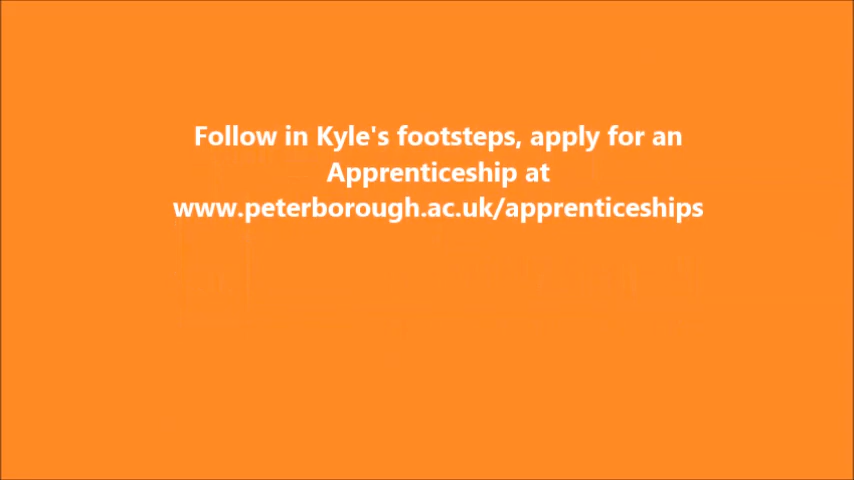 Follow in Kyle's footsteps, apply for an
Apprenticeship at
www.peterborough.ac.uk/apprenticeships